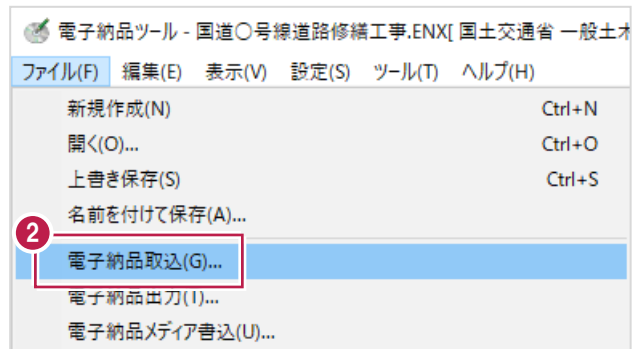 電子納品ツール - 国道〇号線道路修繕工事.ENX[ 国土交通省 一般土木
ファイル(F) 編集(E) 表示(V) 設定(S) ツール(T) ヘルプ(H)
新規作成(N) Ctrl+N
開く(O)... Ctrl+O
上書き保存(S) Ctrl+S
名前を付けて保存(A)...
2
電子納品取込(G)...
電子納品出力(T)...
電子納品メディア書込(U)...